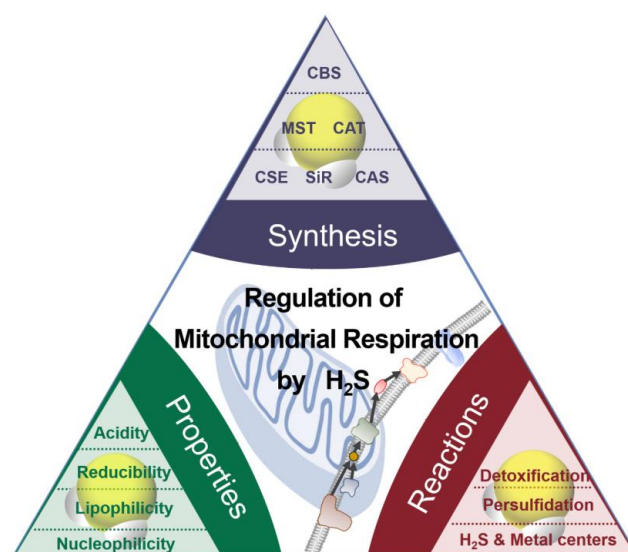 CBS
MST CAT
CSE SiR CAS
Synthesis
Regulation of
Mitochondrial Respiration
by H₂S
Properties
Acidity
Reducibility
Lipophilicity
Nucleophilicity
Reactions
Detoxification
Persulfidation
H₂S & Metal centers